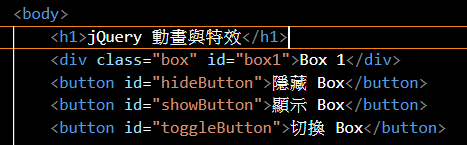 <body>
<h1>jQuery 動畫與特效</h1>
<div class="box" id="box1">Box 1</div>
<button id="hideButton">隱藏 Box</button>
<button id="showButton">顯示 Box</button>
<button id="toggleButton">切換 Box</button>